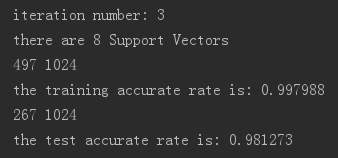 iteration number: 3
there are 8 Support Vectors
497 1024
the training accurate rate is: 0.997988
267 1024
the test accurate rate is: 0.981273